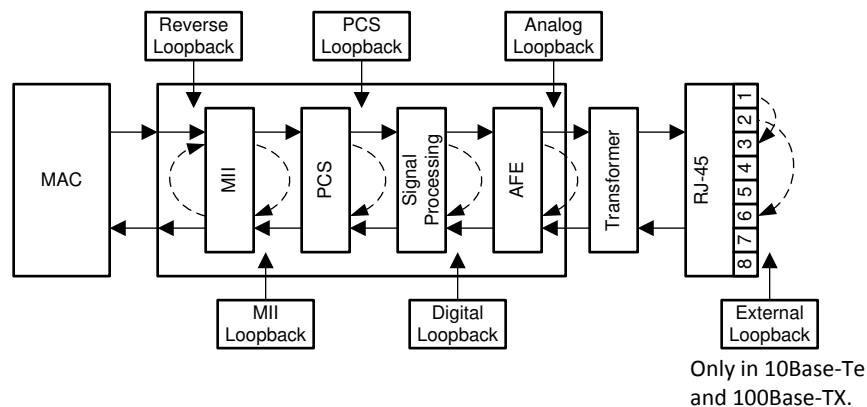 Reverse
Loopback
PCS
Loopback
Analog
Loopback
MAC
MII
PCS
Signal
Processing
AFE
Transformer
RJ-45
1
2
3
4
5
6
7
8
MII
Loopback
Digital
Loopback
External
Loopback
Only in 10Base-Te
and 100Base-TX.